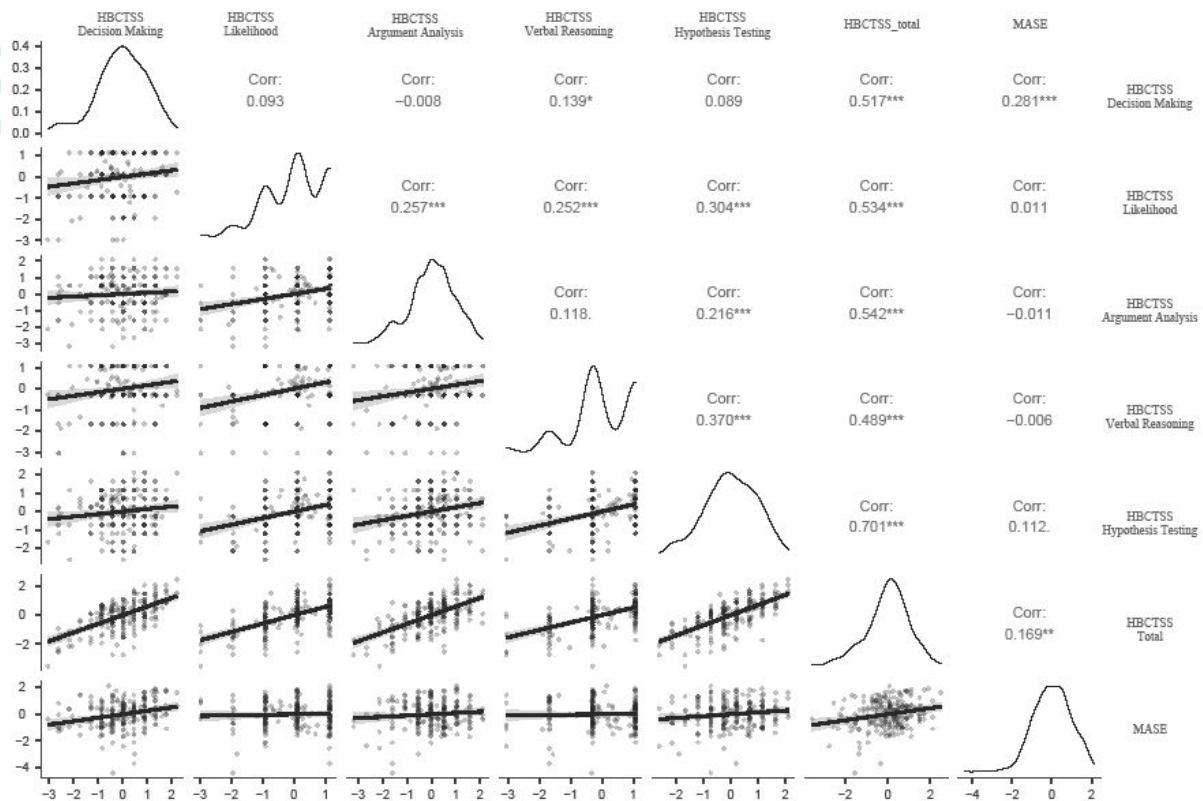 HBCTSS
Decision Making
HBCTSS
Likelihood
HBCTSS
Argument Analysis
HBCTSS
Verbal Reasoning
HBCTSS
Hypothesis Testing
HBCTSS_total
MASE
0.4
0.3
0.2
0.1
0.0
Corr:
0.093
Corr:
−0.008
Corr:
0.139*
Corr:
0.089
Corr:
0.517***
Corr:
0.281***
HBCTSS
Decision Making
1
0
−1
−2
−3
Corr:
0.257***
Corr:
0.252***
Corr:
0.304***
Corr:
0.534***
Corr:
0.011
HBCTSS
Likelihood
2
1
0
−1
−2
−3
Corr:
0.118.
Corr:
0.216***
Corr:
0.542***
Corr:
−0.011
HBCTSS
Argument Analysis
1
0
−1
−2
−3
Corr:
0.370***
Corr:
0.489***
Corr:
−0.006
HBCTSS
Verbal Reasoning
2
1
0
−1
−2
Corr:
0.701***
Corr:
0.112.
HBCTSS
Hypothesis Testing
2
0
−2
Corr:
0.169**
HBCTSS
Total
2
0
−2
−4
MASE
−3 −2 −1 0 1 2
−3 −2 −1 0 1
−3 −2 −1 0 1 2
−3 −2 −1 0 1
−2 −1 0 1 2
−2 0 2
−4 −2 0 2